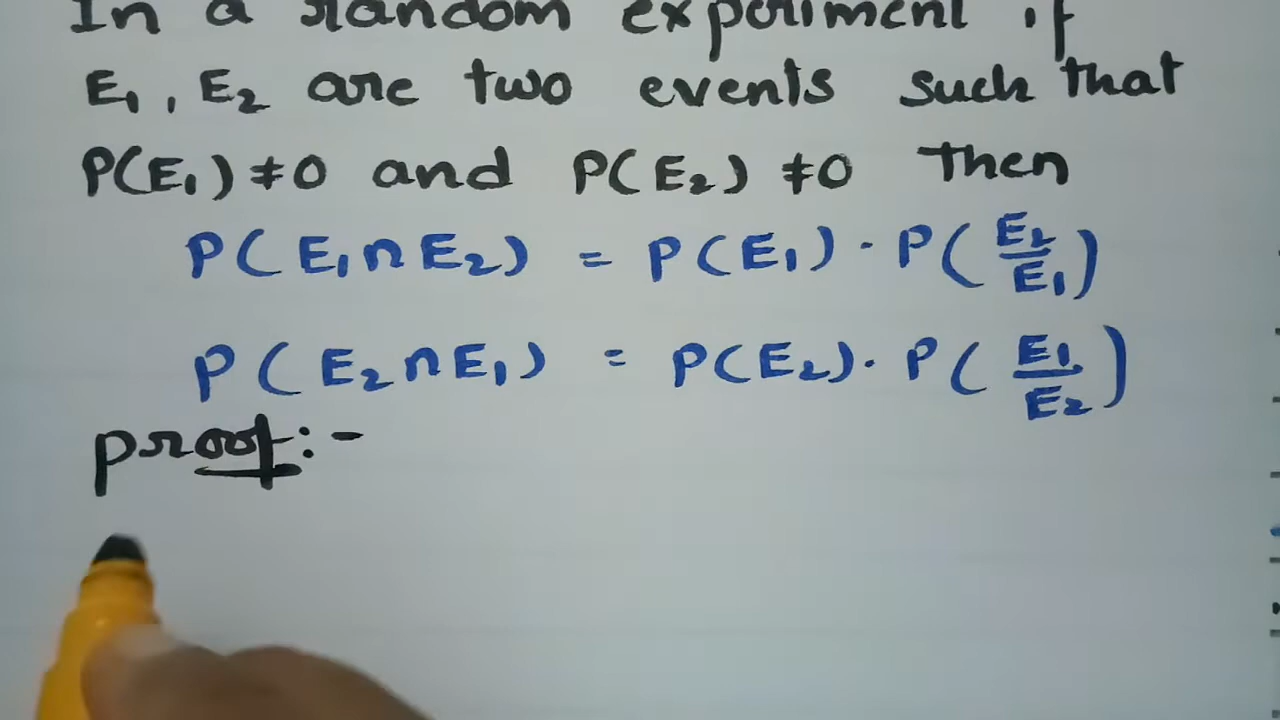 In a random experiment if
E₁, E₂ are two events such that
P(E₁) ≠ 0 and P(E₂) ≠ 0 Then
P(E₁∩E₂) = P(E₁)·P(E₂/E₁)
P(E₂∩E₁) = P(E₂)·P(E₁/E₂)
proof:-